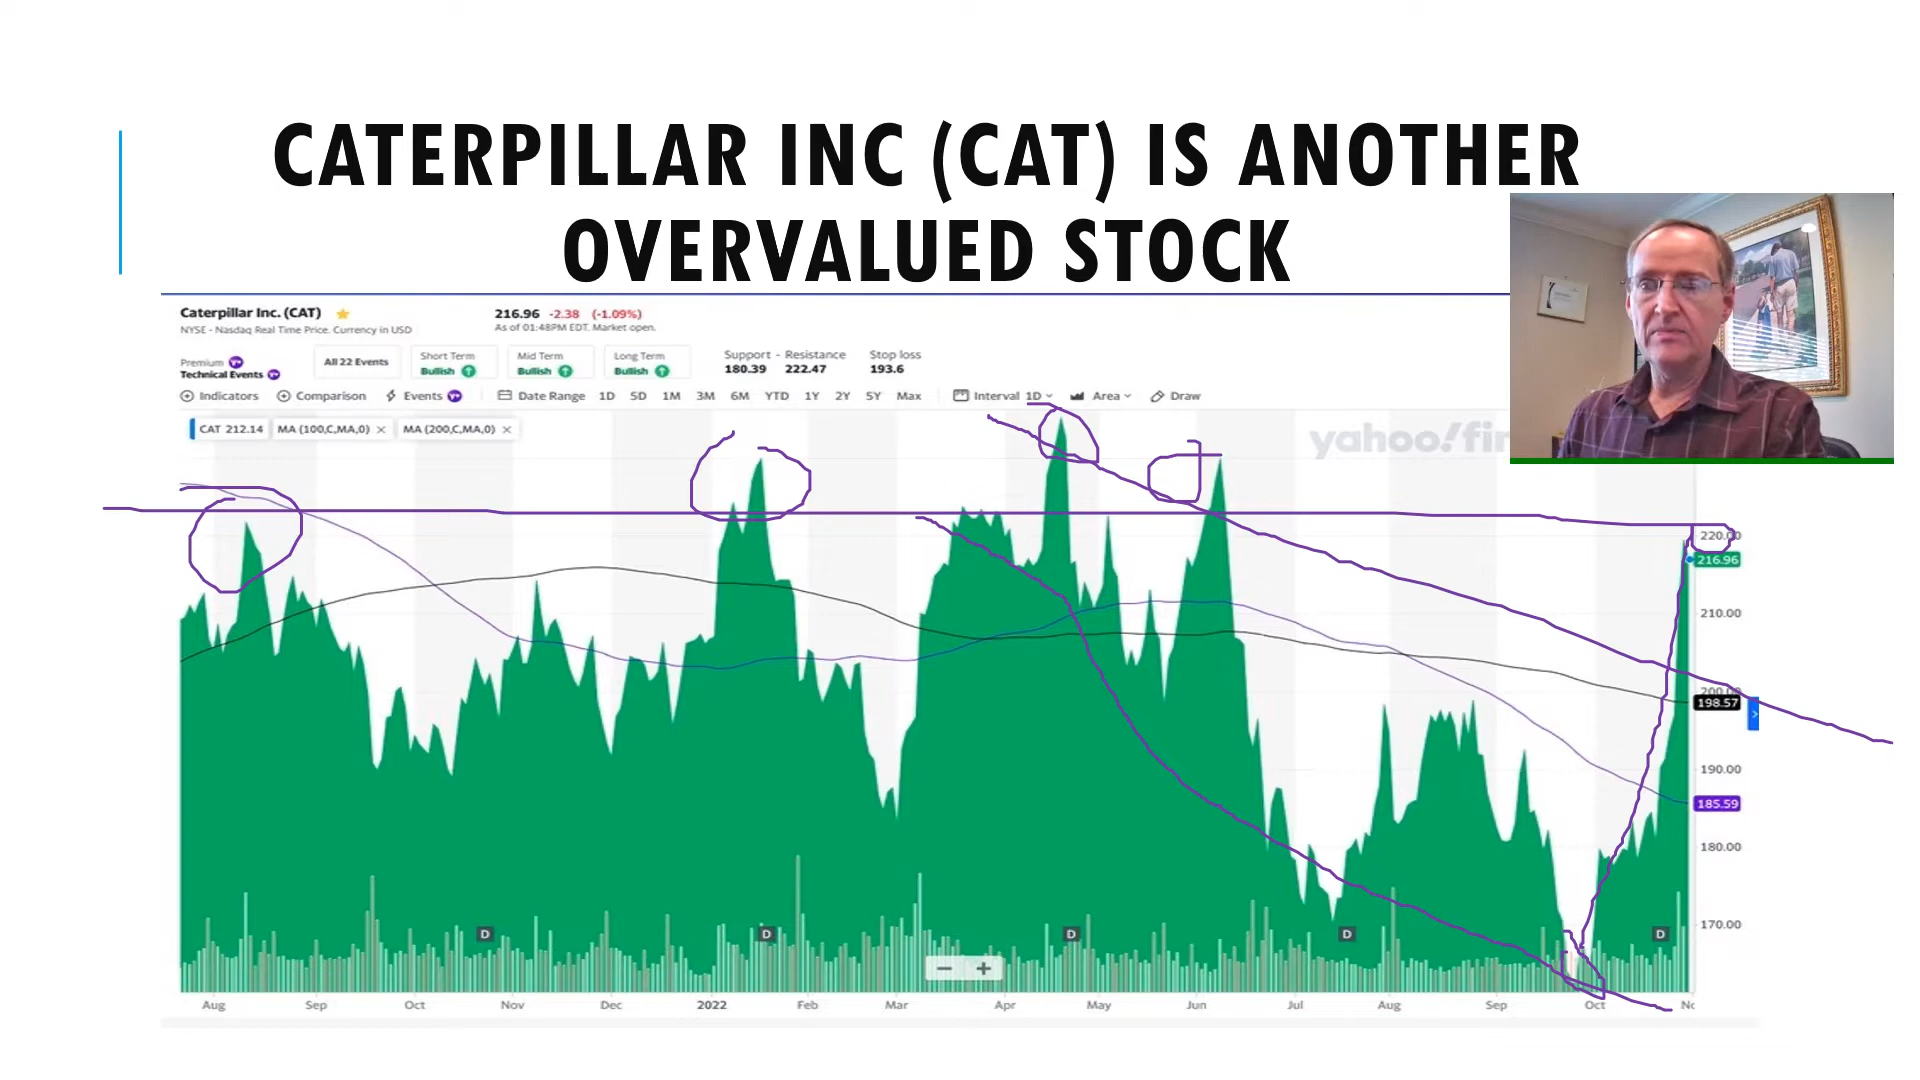 CATERPILLAR INC (CAT) IS ANOTHER
OVERVALUED STOCK
Caterpillar Inc. (CAT)
NYSE - Nasdaq Real Time Price. Currency in USD
216.96 -2.38 (-1.09%)
As of 01:48PM EDT. Market open.
Premium
Technical Events
All 22 Events
Short Term
Bullish
Mid Term
Bullish
Long Term
Bullish
Support - Resistance
180.39 222.47
Stop loss
193.6
Indicators Comparison Events Date Range 1D 5D 1M 3M 6M YTD 1Y 2Y 5Y Max Interval 1D Area Draw
CAT 212.14 MA (100,C,MA,0) MA (200,C,MA,0)
yahoo!fin
220.00
216.96
210.00
200.00
198.57
190.00
185.59
180.00
170.00
D D D D D
Aug Sep Oct Nov Dec 2022 Feb Mar Apr May Jun Jul Aug Sep Oct